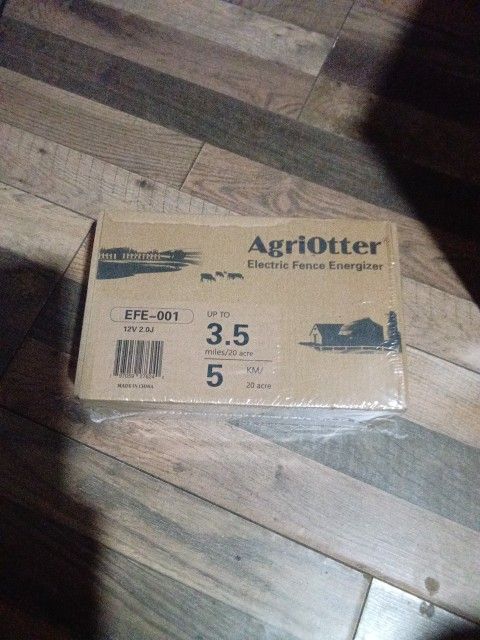 AgriOtter
Electric Fence Energizer
EFE-001
12V 2.0J
UP TO
3.5
miles/20 acre
5 KM/
20 acre
MADE IN CHINA